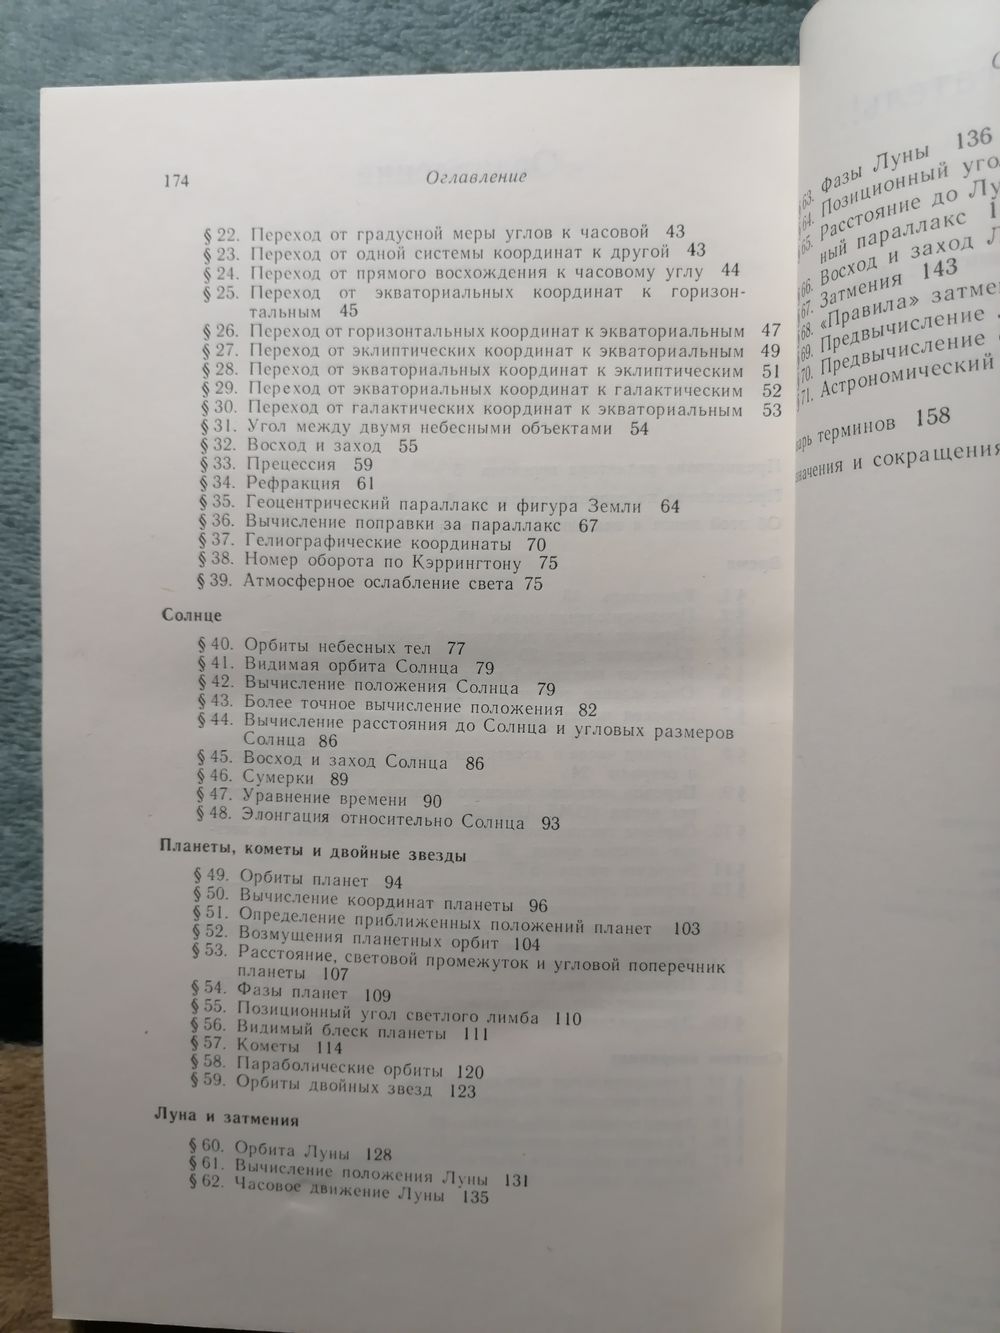 174
Оглавление
§ 22. Переход от градусной меры углов к часовой 43
§ 23. Переход от одной системы координат к другой 43
§ 24. Переход от прямого восхождения к часовому углу 44
§ 25. Переход от экваториальных координат к горизон-
тальным 45
§ 26. Переход от горизонтальных координат к экваториальным 47
§ 27. Переход от эклиптических координат к экваториальным 49
§ 28. Переход от экваториальных координат к эклиптическим 51
§ 29. Переход от экваториальных координат к галактическим 52
§ 30. Переход от галактических координат к экваториальным 53
§ 31. Угол между двумя небесными объектами 54
§ 32. Восход и заход 55
§ 33. Прецессия 59
§ 34. Рефракция 61
§ 35. Геоцентрический параллакс и фигура Земли 64
§ 36. Вычисление поправки за параллакс 67
§ 37. Гелиографические координаты 70
§ 38. Номер оборота по Кэррингтону 75
§ 39. Атмосферное ослабление света 75
Солнце
§ 40. Орбиты небесных тел 77
§ 41. Видимая орбита Солнца 79
§ 42. Вычисление положения Солнца 79
§ 43. Более точное вычисление положения 82
§ 44. Вычисление расстояния до Солнца и угловых размеров
Солнца 86
§ 45. Восход и заход Солнца 86
§ 46. Сумерки 89
§ 47. Уравнение времени 90
§ 48. Элонгация относительно Солнца 93
Планеты, кометы и двойные звезды
§ 49. Орбиты планет 94
§ 50. Вычисление координат планеты 96
§ 51. Определение приближенных положений планет 103
§ 52. Возмущения планетных орбит 104
§ 53. Расстояние, световой промежуток и угловой поперечник
планеты 107
§ 54. Фазы планет 109
§ 55. Позиционный угол светлого лимба 110
§ 56. Видимый блеск планеты 111
§ 57. Кометы 114
§ 58. Параболические орбиты 120
§ 59. Орбиты двойных звезд 123
Луна и затмения
§ 60. Орбита Луны 128
§ 61. Вычисление положения Луны 131
§ 62. Часовое движение Луны 135
63. Фазы Луны 136
64. Позиционный
65. Расстояние до
ный параллакс
66. Восход и заход
67. Затмения 143
68. «Правила»
69. Предвычисление
70. Предвычисление
71. Астрономический
терминов 158
и сокращения